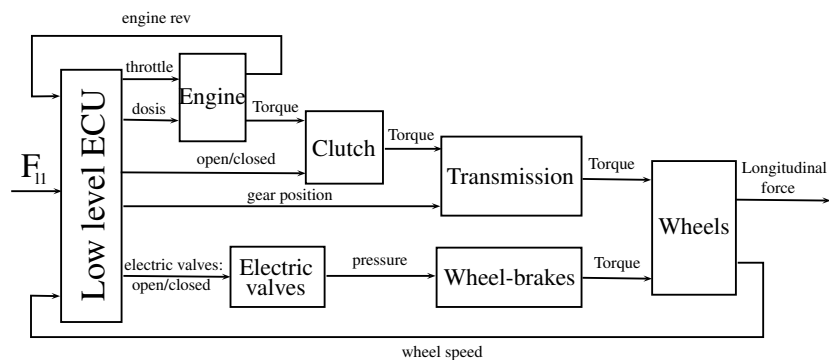 engine rev
throttle
Engine
dosis
Torque
Low level ECU
F11
open/closed
Clutch
Torque
gear position
Transmission
Torque
Longitudinal
force
Wheels
electric valves:
open/closed
Electric
valves
pressure
Wheel-brakes
Torque
wheel speed